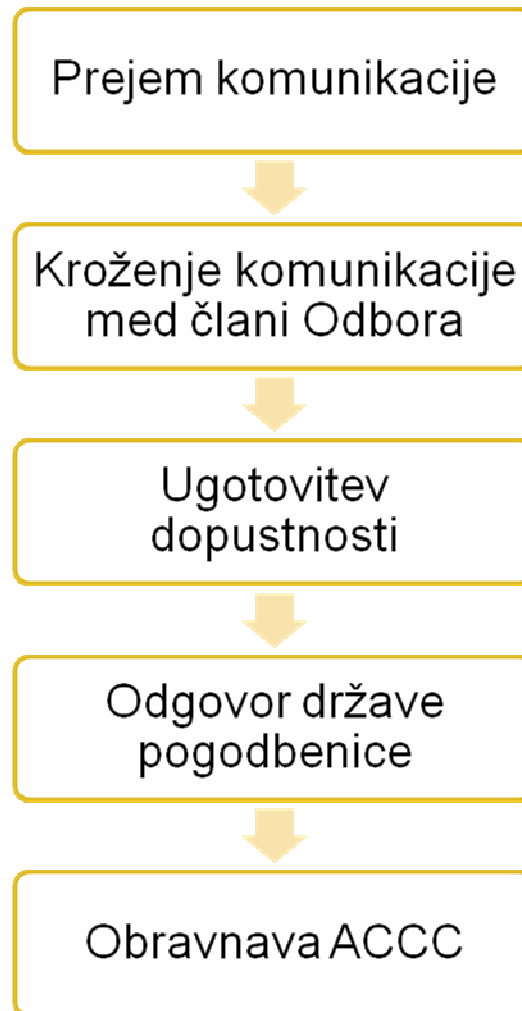 Prejem komunikacije
Kroženje komunikacije
med člani Odbora
Ugotovitev
dopustnosti
Odgovor države
pogodbenice
Obravnava ACCC